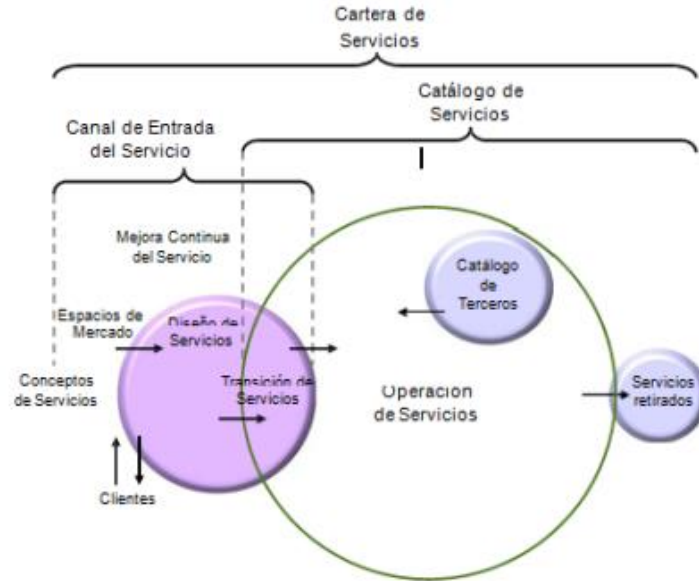 Cartera de
Servicios
Catálogo de
Servicios
Canal de Entrada
del Servicio
Mejora Continua
del Servicio
Catálogo
de
Terceros
Espacios de
Mercado
Diseño de
Servicios
Conceptos
de Servicios
Transición de
Servicios
Operación
de Servicios
Servicios
retirados
Clientes